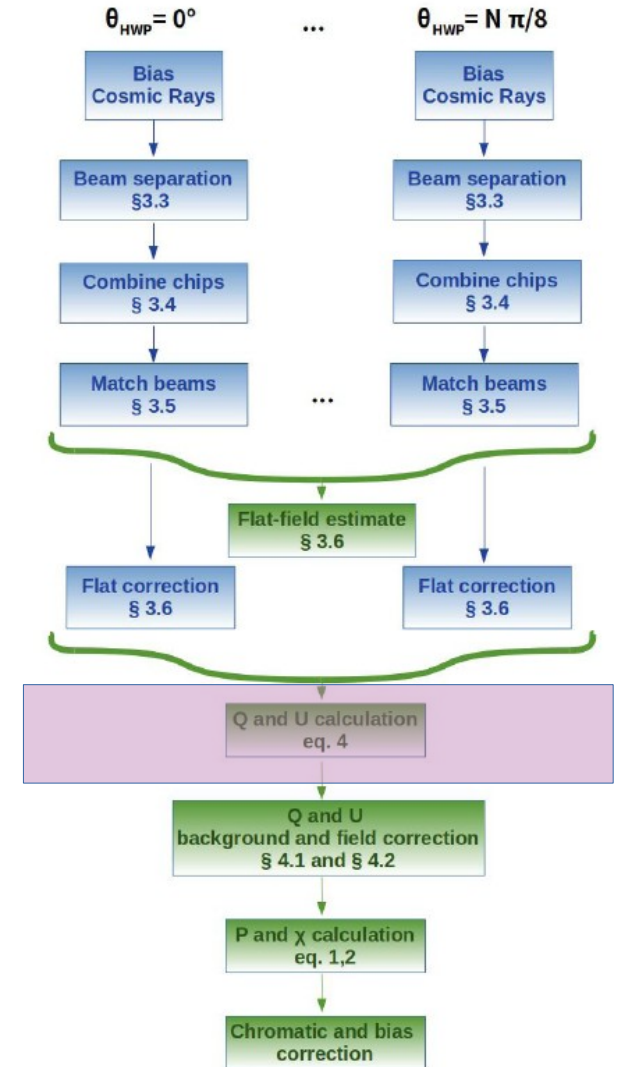 θHWP= 0º ... θHWP= N π/8
Bias
Cosmic Rays
Bias
Cosmic Rays
Beam separation
§3.3
Beam separation
§3.3
Combine chips
§ 3.4
Combine chips
§ 3.4
Match beams
§ 3.5
...
Match beams
§ 3.5
Flat-field estimate
§ 3.6
Flat correction
§ 3.6
Flat correction
§ 3.6
Q and U calculation
eq. 4
Q and U
background and field correction
§ 4.1 and § 4.2
P and χ calculation
eq. 1,2
Chromatic and bias
correction